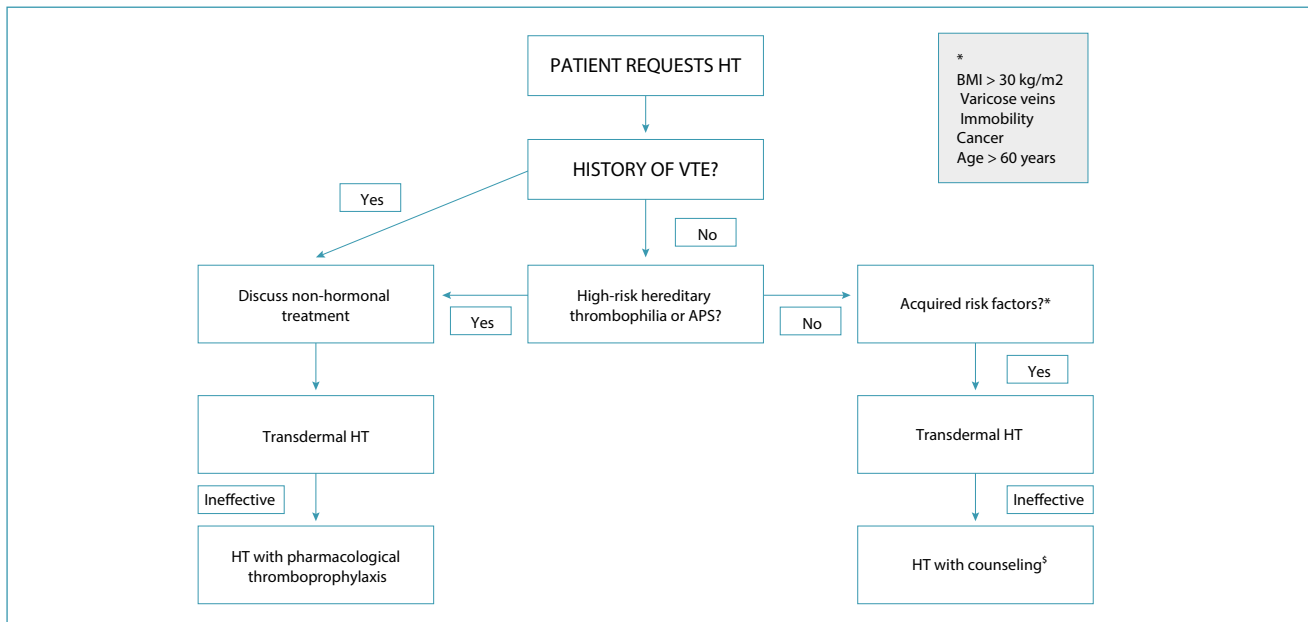 PATIENT REQUESTS HT
*
BMI > 30 kg/m2
Varicose veins
Immobility
Cancer
Age > 60 years
HISTORY OF VTE?
Yes
No
Discuss non-hormonal
treatment
Yes
High-risk hereditary
thrombophilia or APS?
No
Acquired risk factors?*
Yes
Transdermal HT
Transdermal HT
Ineffective
Ineffective
HT with pharmacological
thromboprophylaxis
HT with counseling$